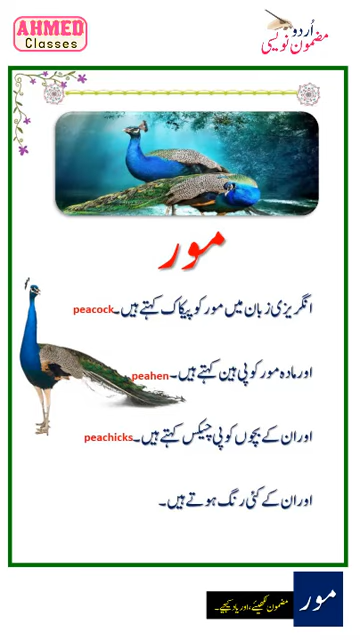 AHMED
Classes
اُردو
مضمون نویسی
مور
انگریزی زبان میں مور کو پیکاک کہتے ہیں۔ peacock
اور مادہ مور کو پی ہین کہتے ہیں۔ peahen
اور ان کے بچوں کو پی چیکس کہتے ہیں۔ peachicks
اور ان کے کئی رنگ ہوتے ہیں۔
مضمون لکھیئے، اور یاد کیجیے۔
مور